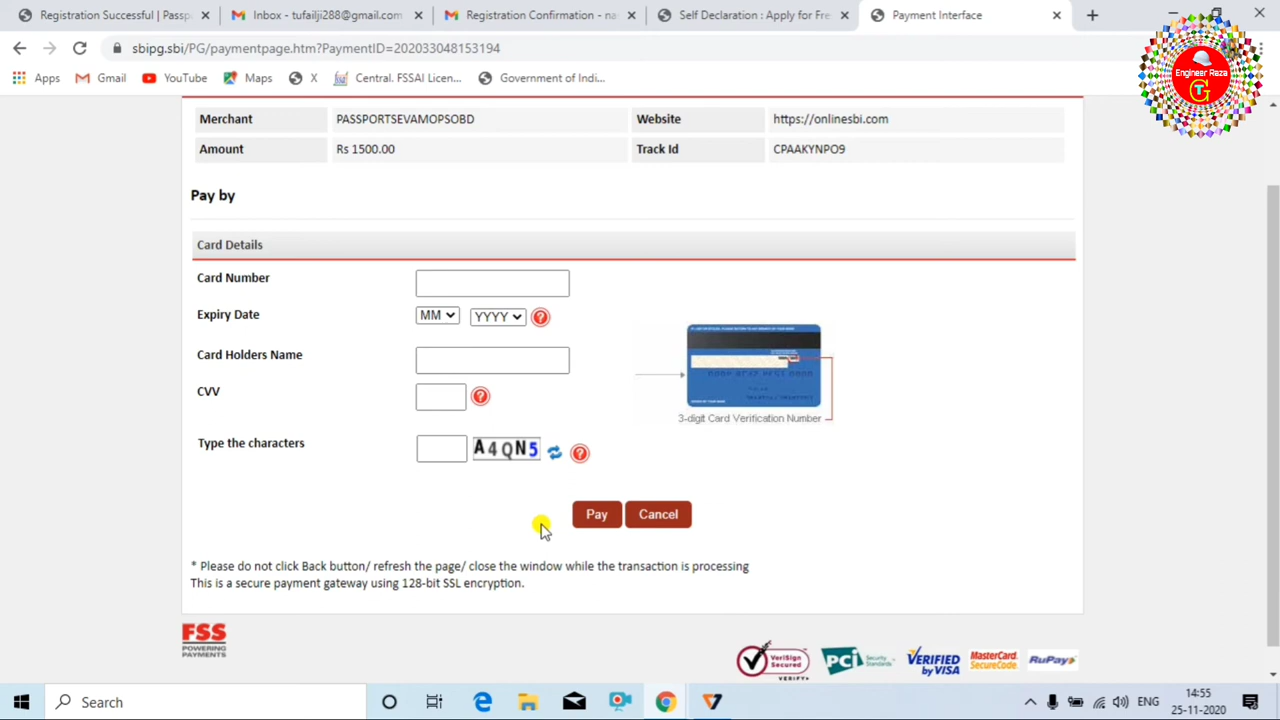 Registration Successful | Passp
Inbox - tufailji288@gmail.com
Registration Confirmation - na
Self Declaration : Apply for Fre
Payment Interface
sbipg.sbi/PG/paymentpage.htm?PaymentID=202033048153194
Apps
Gmail
YouTube
Maps
X
Central. FSSAI Licen...
Government of Indi...
Engineer Raza
T G
Merchant PASSPORTSEVAMOPSDBD Website https://onlinesbi.com
Amount Rs 1500.00 Track Id CPAAKYNPO9
Pay by
Card Details
Card Number
Expiry Date MM YYYY ?
Card Holders Name
CVV ?
3-digit Card Verification Number
Type the characters A4QN5 ?
Pay Cancel
* Please do not click Back button/ refresh the page/ close the window while the transaction is processing
This is a secure payment gateway using 128-bit SSL encryption.
FSS
POWERING
PAYMENTS
VeriSign
Secured
VERIFY
PCI Security Standards
VERIFIED
by VISA
MasterCard.
SecureCode.
RuPay
Search
ENG
14:55
25-11-2020